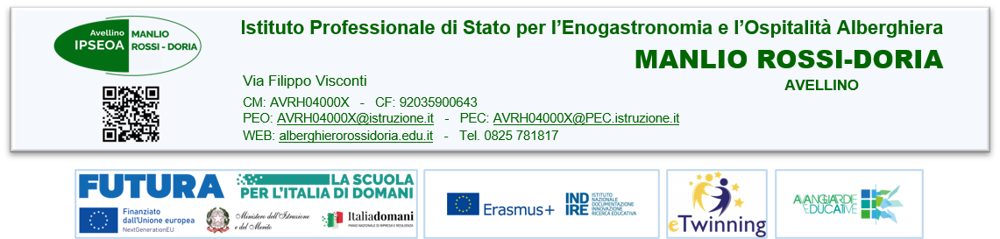 Avellino
IPSEOA
MANLIO
ROSSI - DORIA
Istituto Professionale di Stato per l'Enogastronomia e l'Ospitalità Alberghiera
MANLIO ROSSI-DORIA
AVELLINO
Via Filippo Visconti
CM: AVRH04000X - CF: 92035900643
PEO: AVRH04000X@istruzione.it - PEC: AVRH04000X@PEC.istruzione.it
WEB: alberghierorossidoria.edu.it - Tel. 0825 781817
FUTURA
LA SCUOLA
PER L'ITALIA DI DOMANI
Finanziato
dall'Unione europea
NextGenerationEU
Ministero dell'Istruzione
e del Merito
Italiadomani
PIANO NAZIONALE DI RIPRESA E RESILIENZA
Erasmus+
INDIRE
ISTITUTO
NAZIONALE
DOCUMENTAZIONE
INNOVAZIONE
RICERCA EDUCATIVA
eTwinning
AVANGUARDIE
EDUCATIVE